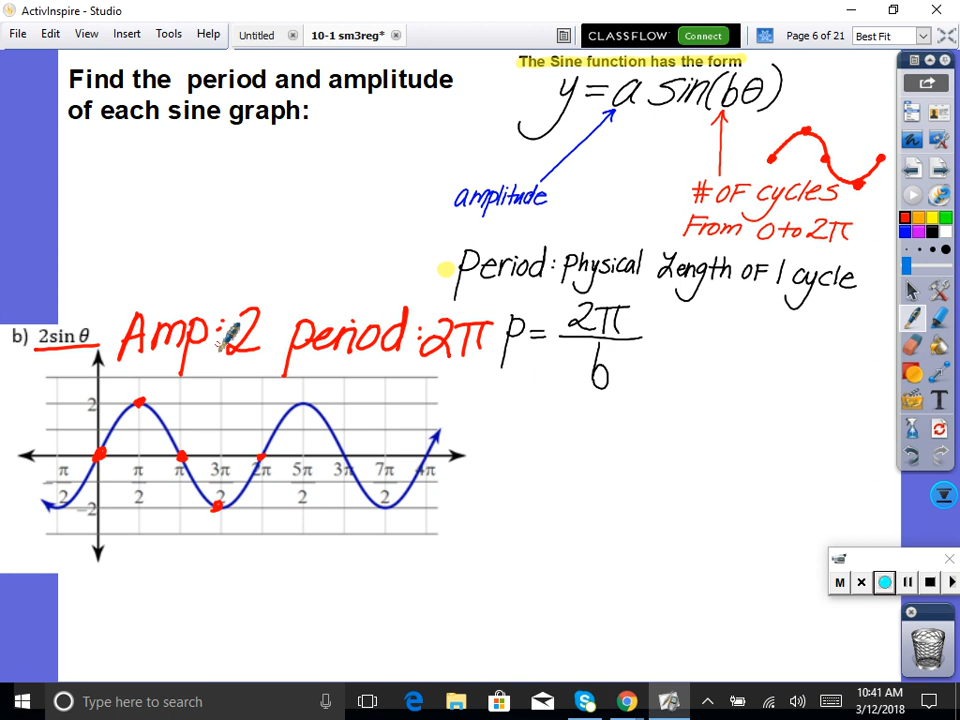 ActivInspire - Studio
File Edit View Insert Tools Help Untitled 10-1 sm3reg* CLASSFLOW Connect Page 6 of 21 Best Fit
Find the period and amplitude
of each sine graph:
The Sine function has the form
y = a sin(bθ)
amplitude
# OF cycles
From 0 to 2π
Period: Physical Length OF 1 cycle
b) 2sin θ Amp: 2 period: 2π P = 2π/b
2
-π/2 π/2 π 3π/2 2π 5π/2 3π 7π/2 4π
-2
M
T
Type here to search
10:41 AM
3/12/2018